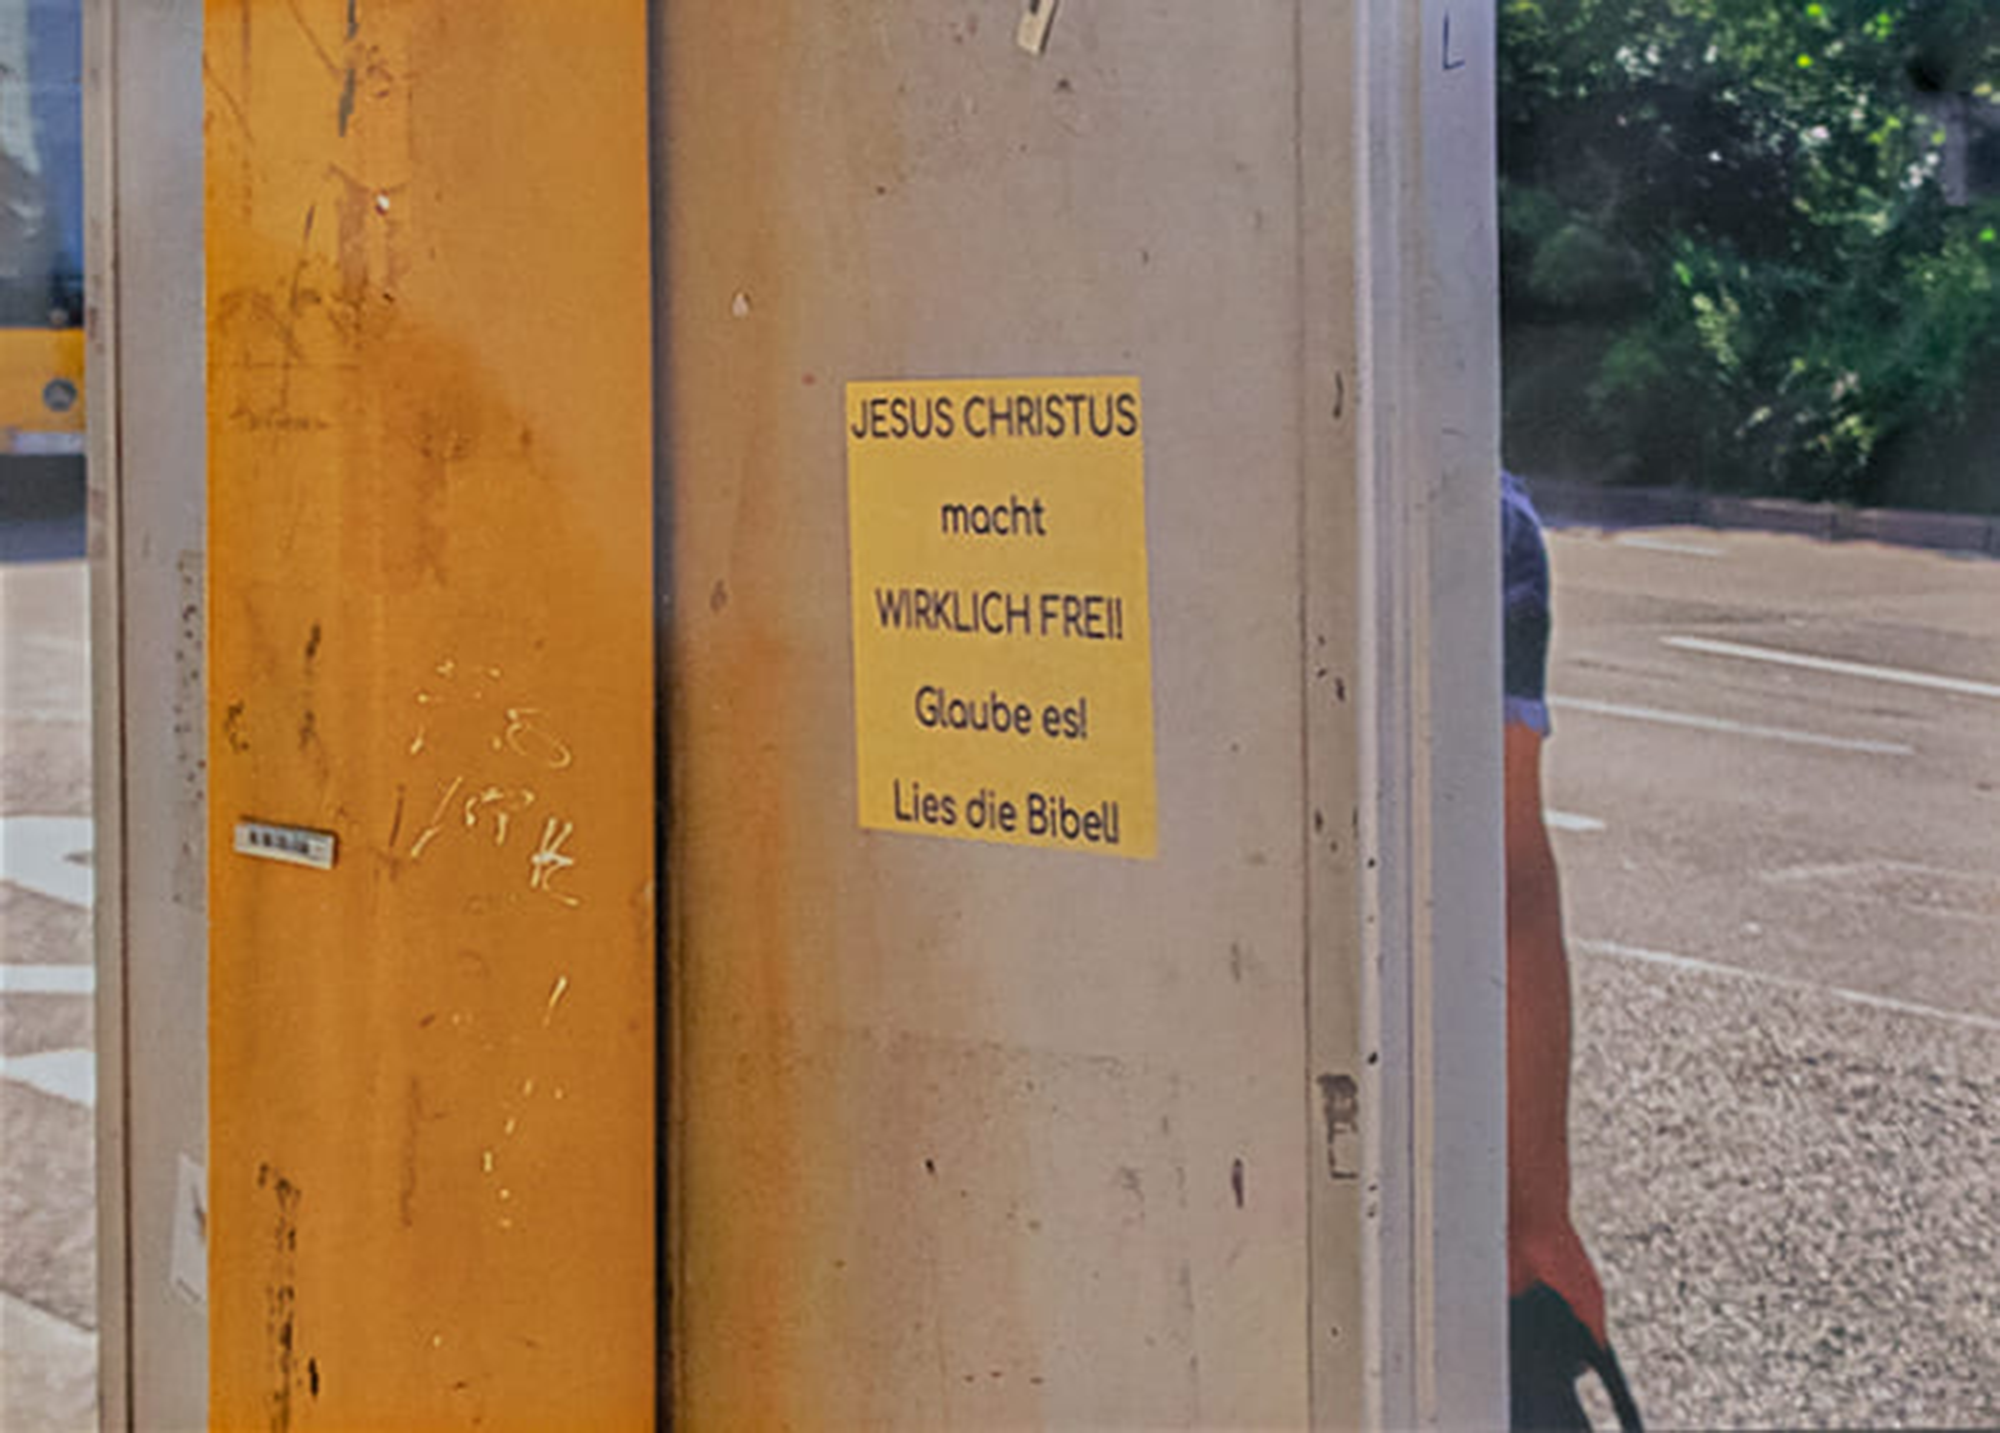 JESUS CHRISTUS
macht
WIRKLICH FREI!
Glaube es!
Lies die Bibel!
L